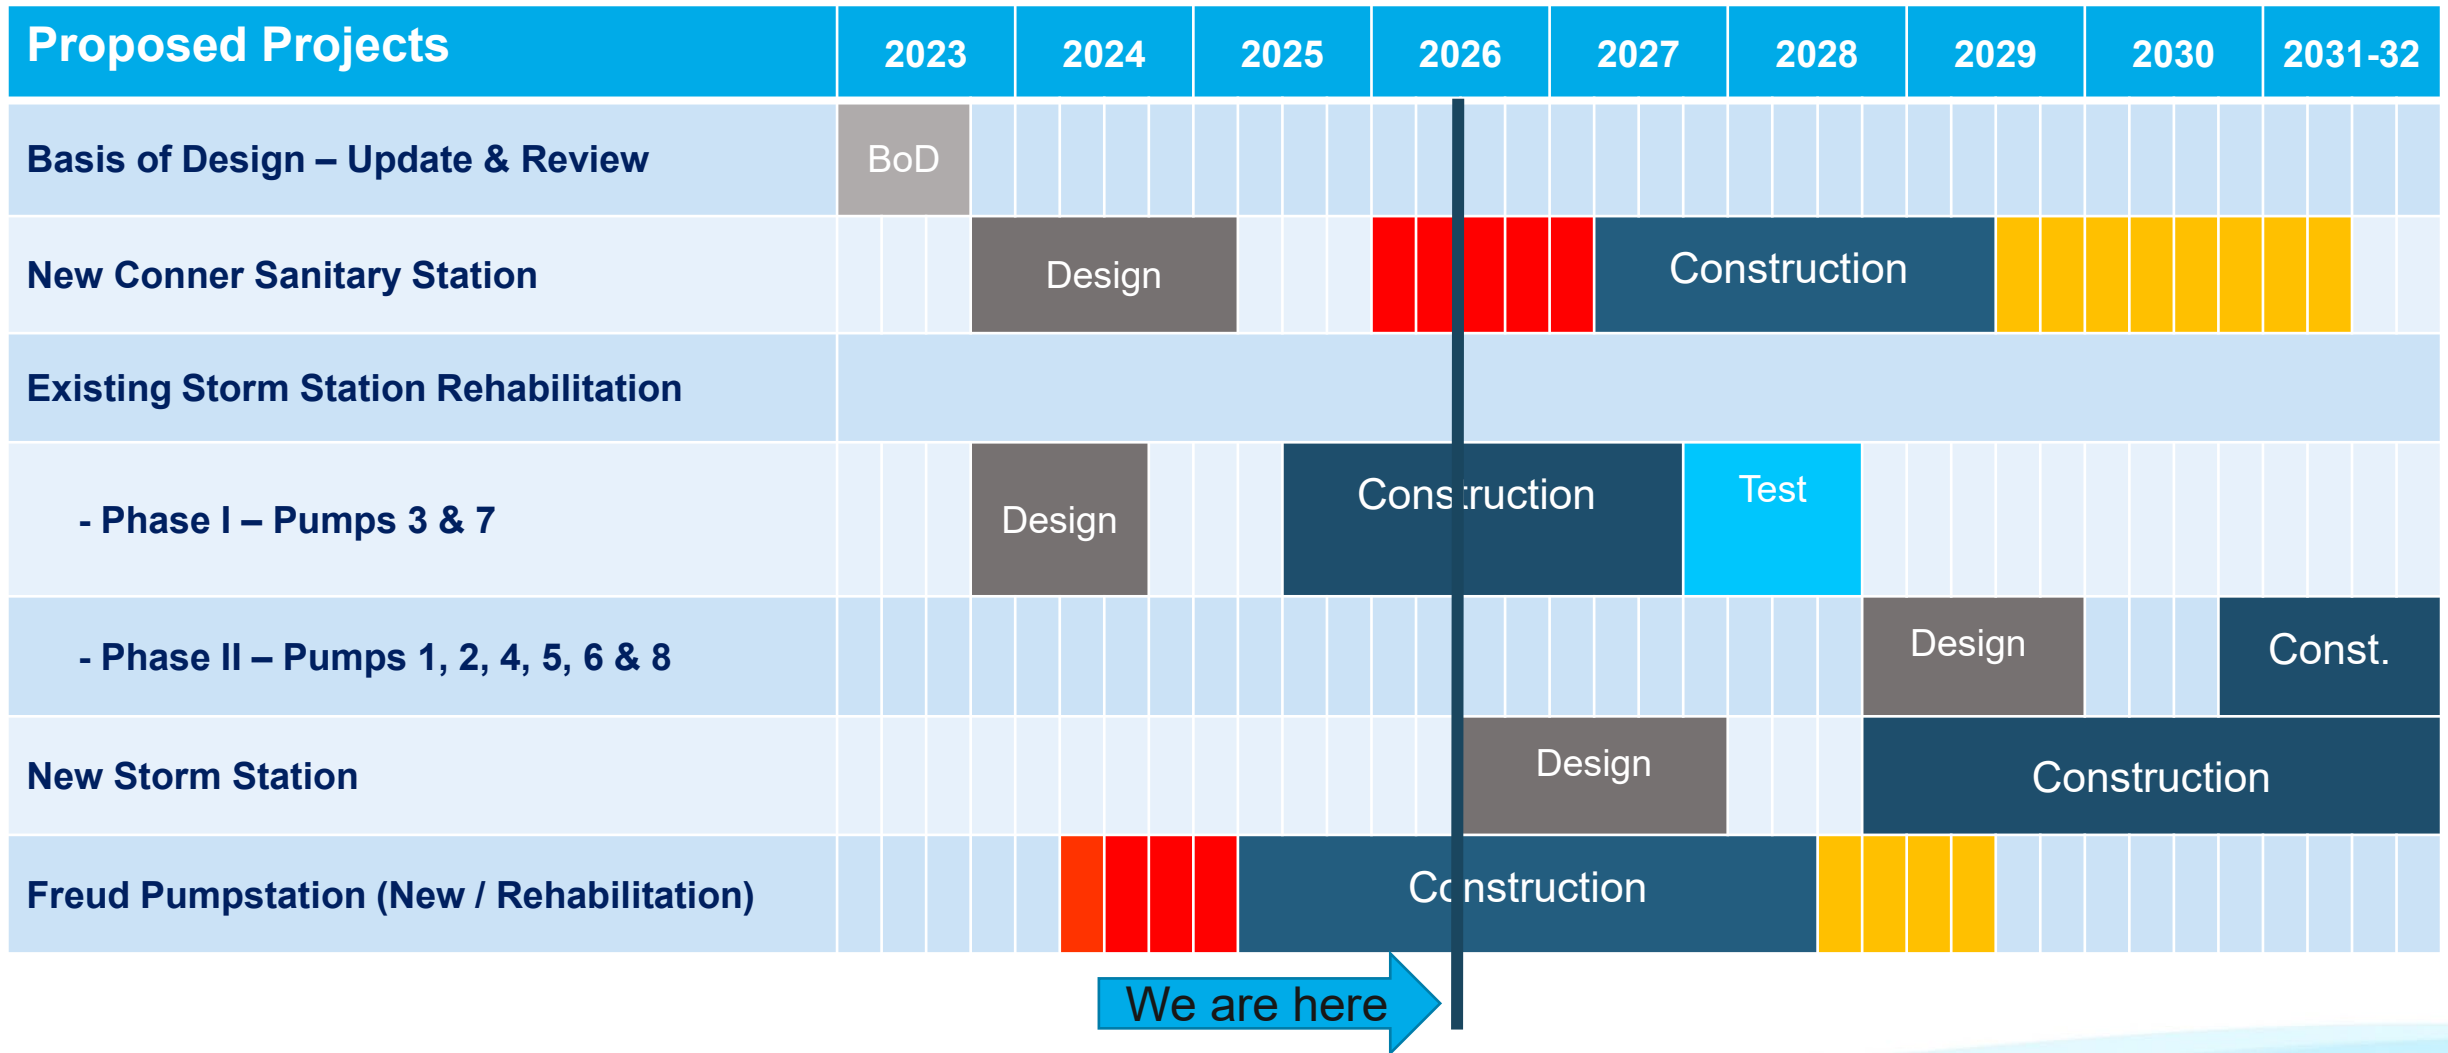 Proposed Projects 2023 2024 2025 2026 2027 2028 2029 2030 2031-32
Basis of Design – Update & Review BoD
New Conner Sanitary Station Design Construction
Existing Storm Station Rehabilitation
- Phase I – Pumps 3 & 7 Design Construction Test
- Phase II – Pumps 1, 2, 4, 5, 6 & 8 Design Const.
New Storm Station Design Construction
Freud Pumpstation (New / Rehabilitation) Construction
We are here